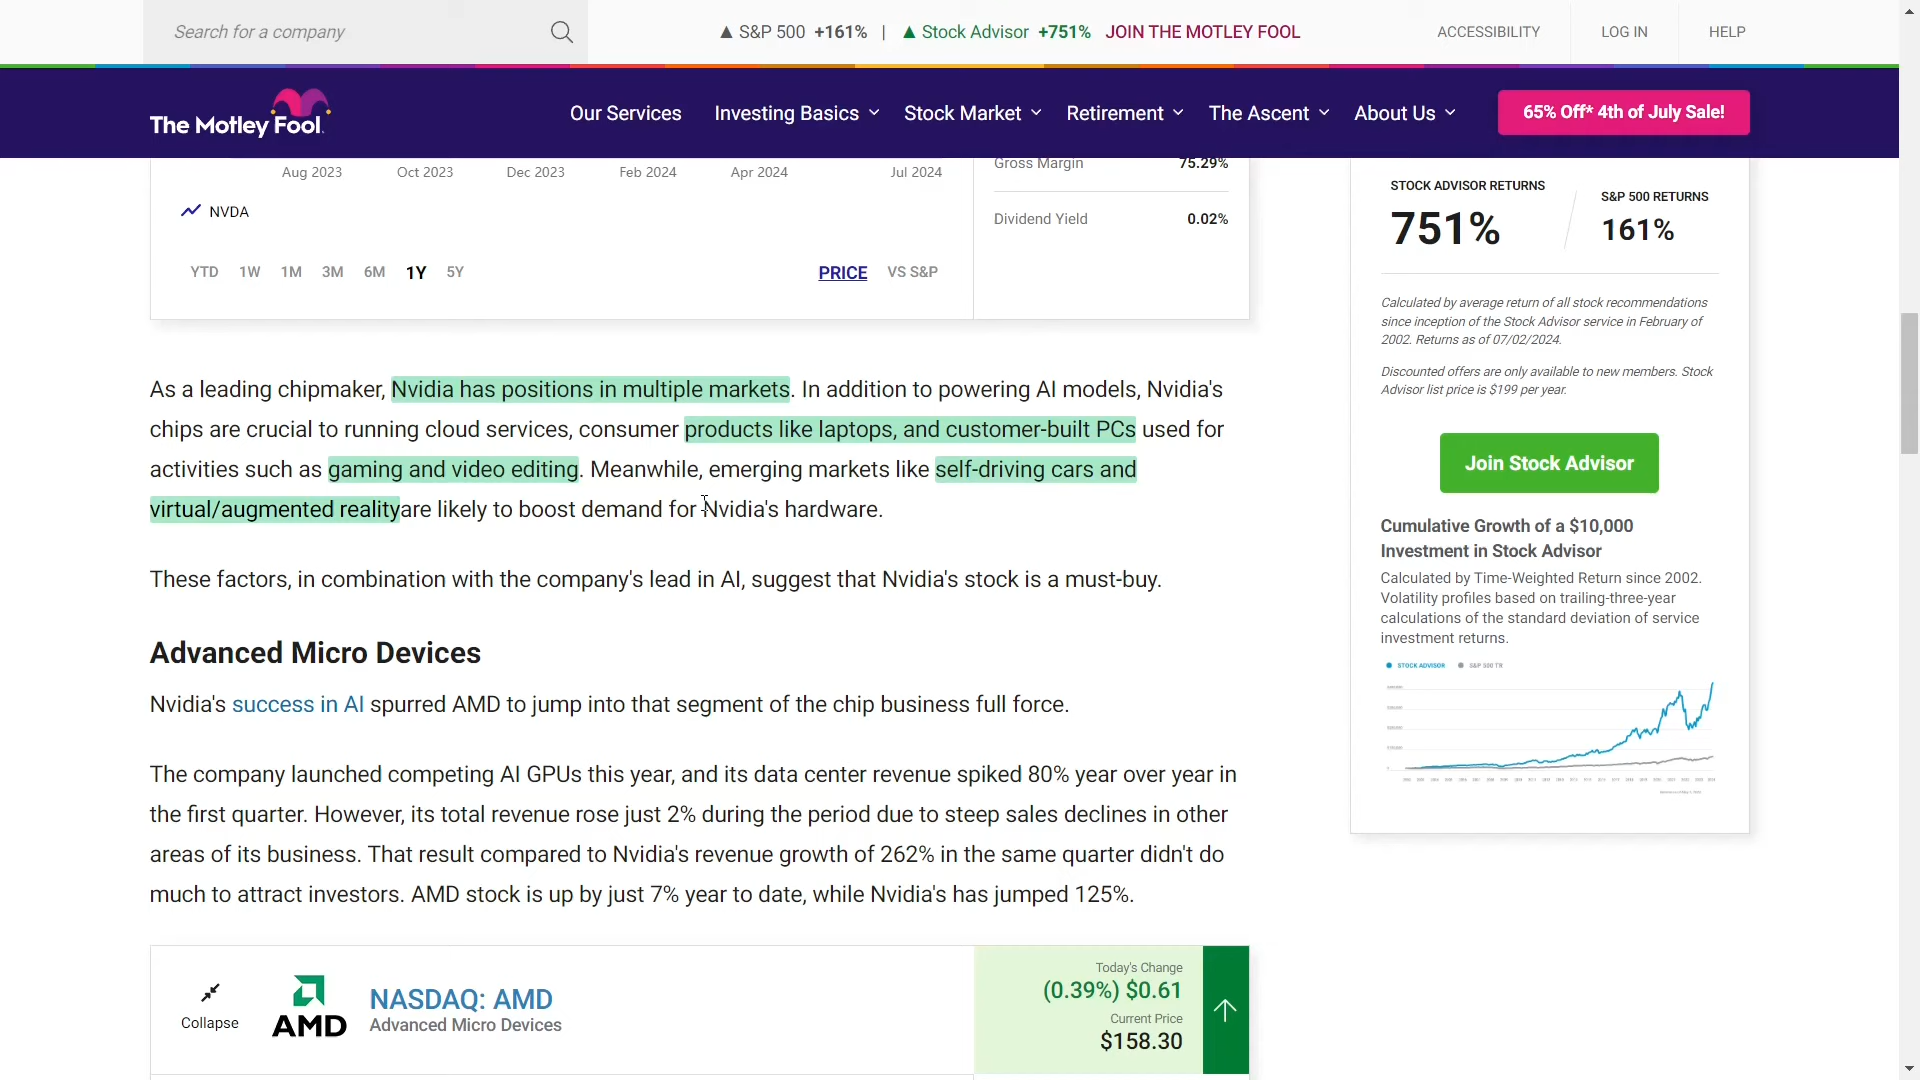 Search for a company
▲ S&P 500 +161% | ▲ Stock Advisor +751% JOIN THE MOTLEY FOOL
ACCESSIBILITY LOG IN HELP
The Motley Fool.
Our Services Investing Basics Stock Market Retirement The Ascent About Us 65% Off* 4th of July Sale!
Aug 2023 Oct 2023 Dec 2023 Feb 2024 Apr 2024 Jul 2024
NVDA
YTD 1W 1M 3M 6M 1Y 5Y PRICE VS S&P
Gross Margin 75.29%
Dividend Yield 0.02%
As a leading chipmaker, Nvidia has positions in multiple markets. In addition to powering AI models, Nvidia's
chips are crucial to running cloud services, consumer products like laptops, and customer-built PCs used for
activities such as gaming and video editing. Meanwhile, emerging markets like self-driving cars and
virtual/augmented reality are likely to boost demand for Nvidia's hardware.
These factors, in combination with the company's lead in AI, suggest that Nvidia's stock is a must-buy.
Advanced Micro Devices
Nvidia's success in AI spurred AMD to jump into that segment of the chip business full force.
The company launched competing AI GPUs this year, and its data center revenue spiked 80% year over year in
the first quarter. However, its total revenue rose just 2% during the period due to steep sales declines in other
areas of its business. That result compared to Nvidia's revenue growth of 262% in the same quarter didn't do
much to attract investors. AMD stock is up by just 7% year to date, while Nvidia's has jumped 125%.
Collapse
AMD
NASDAQ: AMD
Advanced Micro Devices
Today's Change
(0.39%) $0.61
Current Price
$158.30
STOCK ADVISOR RETURNS
751%
S&P 500 RETURNS
161%
Calculated by average return of all stock recommendations
since inception of the Stock Advisor service in February of
2002. Returns as of 07/02/2024.
Discounted offers are only available to new members. Stock
Advisor list price is $199 per year.
Join Stock Advisor
Cumulative Growth of a $10,000
Investment in Stock Advisor
Calculated by Time-Weighted Return since 2002.
Volatility profiles based on trailing-three-year
calculations of the standard deviation of service
investment returns.
STOCK ADVISOR S&P 500 TR